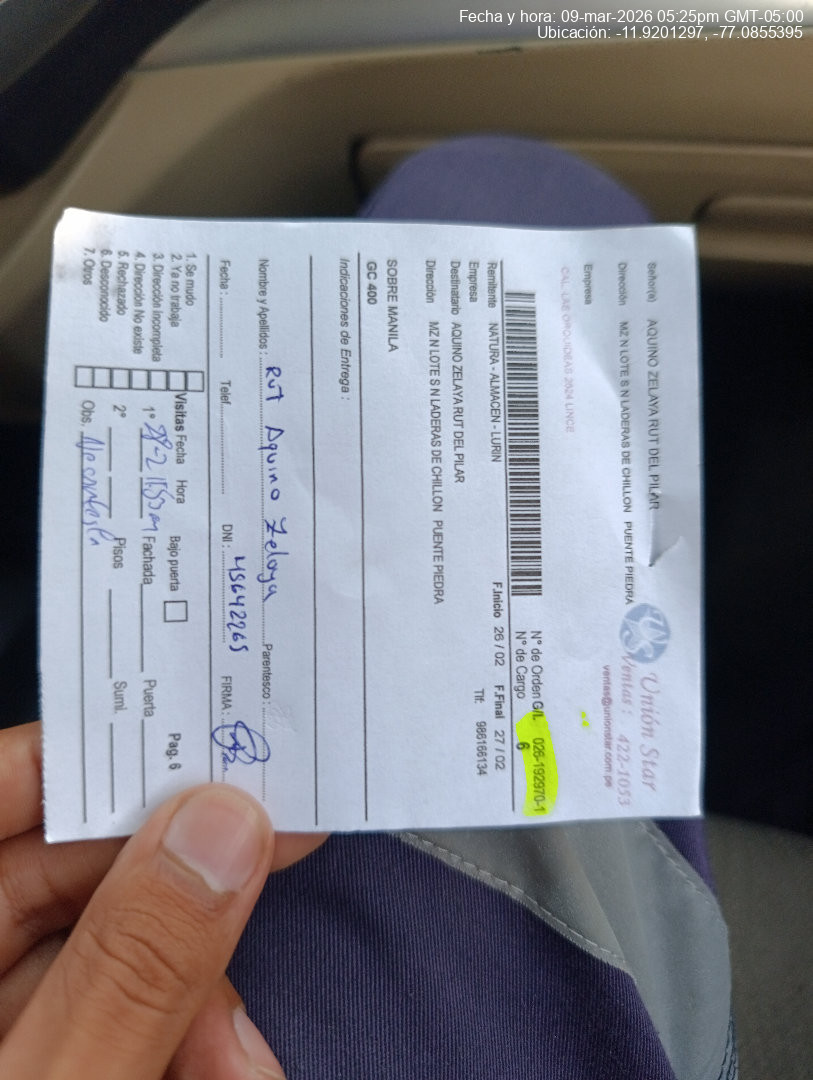 Fecha y hora: 09-mar-2026 05:25pm GMT-05:00
Ubicación: -11.9201297, -77.0855395
Señor(a) AQUINO ZELAYA RUT DEL PILAR
Dirección MZ N LOTE S N LADERAS DE CHILLON PUENTE PIEDRA
Empresa
Unión Star
Ventas: 422-1053
ventas@unionstar.com.pe
CAL. LAS ORQUIDEAS 2624 LINCE
N° de Orden G/L 026-192970-1
N° de Cargo 6
Remitente NATURA - ALMACEN - LURIN F.Inicio 26 / 02 F.Final 27 / 02
Empresa Tlf: 986166134
Destinatario AQUINO ZELAYA RUT DEL PILAR
Dirección MZ N LOTE S N LADERAS DE CHILLON PUENTE PIEDRA
SOBRE MANILA
GC 400
Indicaciones de Entrega :
Nombre y Apellidos : Rut Aquino Zelaya Parentesco :
Fecha : Telef. DNI : 45642265 FIRMA :
1. Se mudo
2. Ya no trabaja
3. Dirección incompleta
4. Dirección No existe
5. Rechazado
6. Desconocido
7. Otros
Visitas Fecha Hora Bajo puerta Pag. 6
1° 28-2 Fachada Puerta
2° Pisos Sumi.
Obs. No contesta